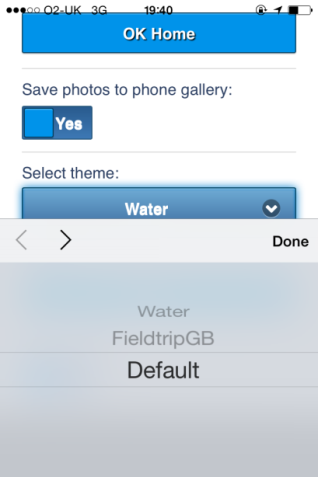 O2-UK 3G 19:40
OK Home
Save photos to phone gallery:
Yes
Select theme:
Water
Done
Water
FieldtripGB
Default